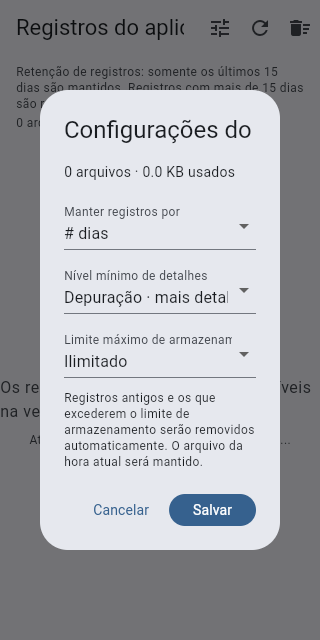 Registros do aplic
Retenção de registros: somente os últimos 15
dias são mantidos. Registros com mais de 15 dias
são
0 arq
Configurações do
0 arquivos · 0.0 KB usados
Manter registros por
# dias
Nível mínimo de detalhes
Depuração · mais detal
Limite máximo de armazenam
Ilimitado
Os re
íveis
na ve
At
...
Registros antigos e os que
excederem o limite de
armazenamento serão removidos
automaticamente. O arquivo da
hora atual será mantido.
Cancelar
Salvar